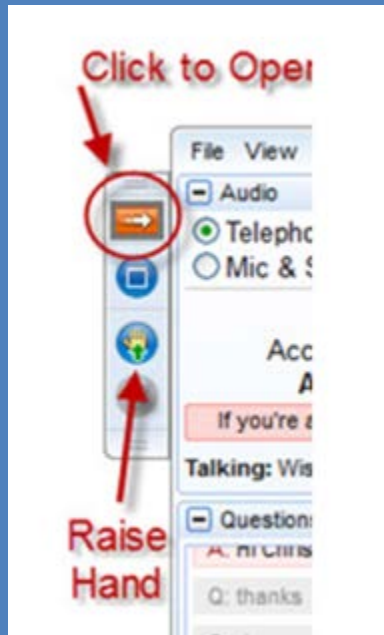 Click to Oper
File View
Audio
Telepho
Mic & S
Acc
A
If you're a
Talking: Wis
Raise
Hand
Questions
A: Hi Chris
Q: thanks